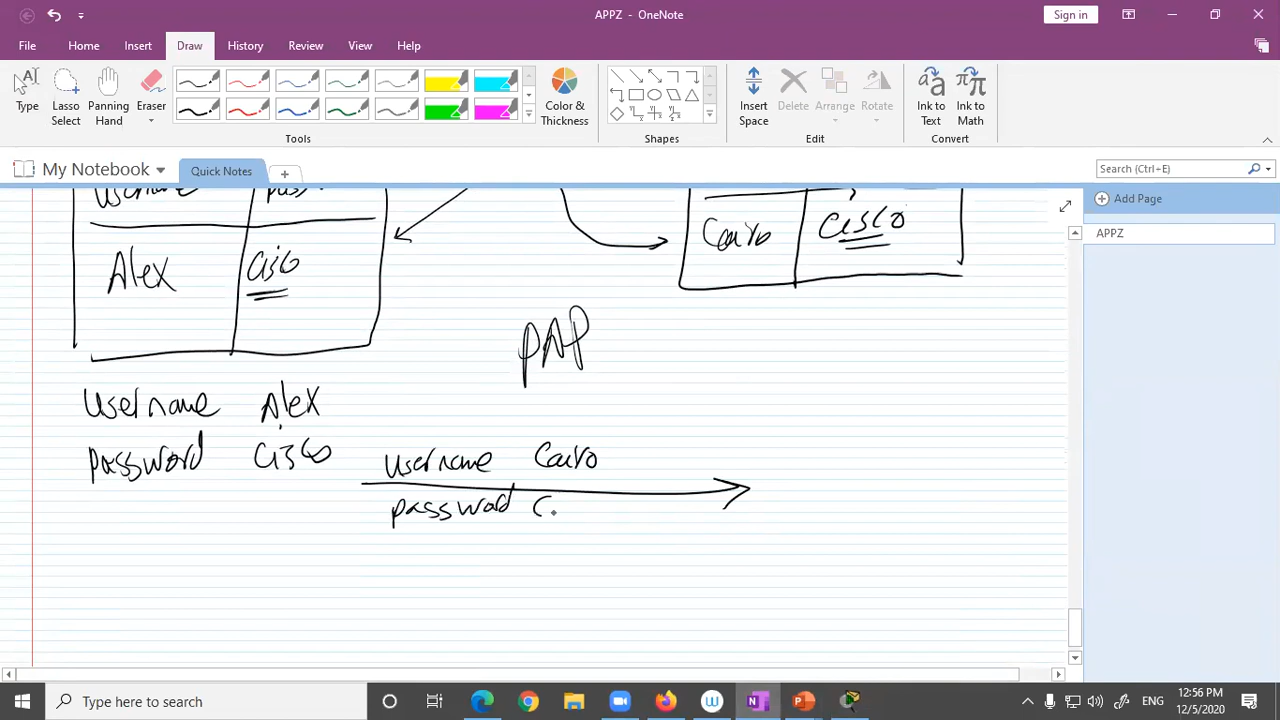 APPZ - OneNote
Sign in
File Home Insert Draw History Review View Help
Type
Lasso Select
Panning Hand
Eraser
Color & Thickness
Insert Space
Delete
Arrange
Rotate
Ink to Text
Ink to Math
Tools
Shapes
Edit
Convert
My Notebook
Quick Notes
Search (Ctrl+E)
Add Page
APPZ
username pass
Alex cisco
Cairo cisco
PAP
Username Alex
password cisco
username Cairo
password C
Type here to search
ENG
12:56 PM
12/5/2020